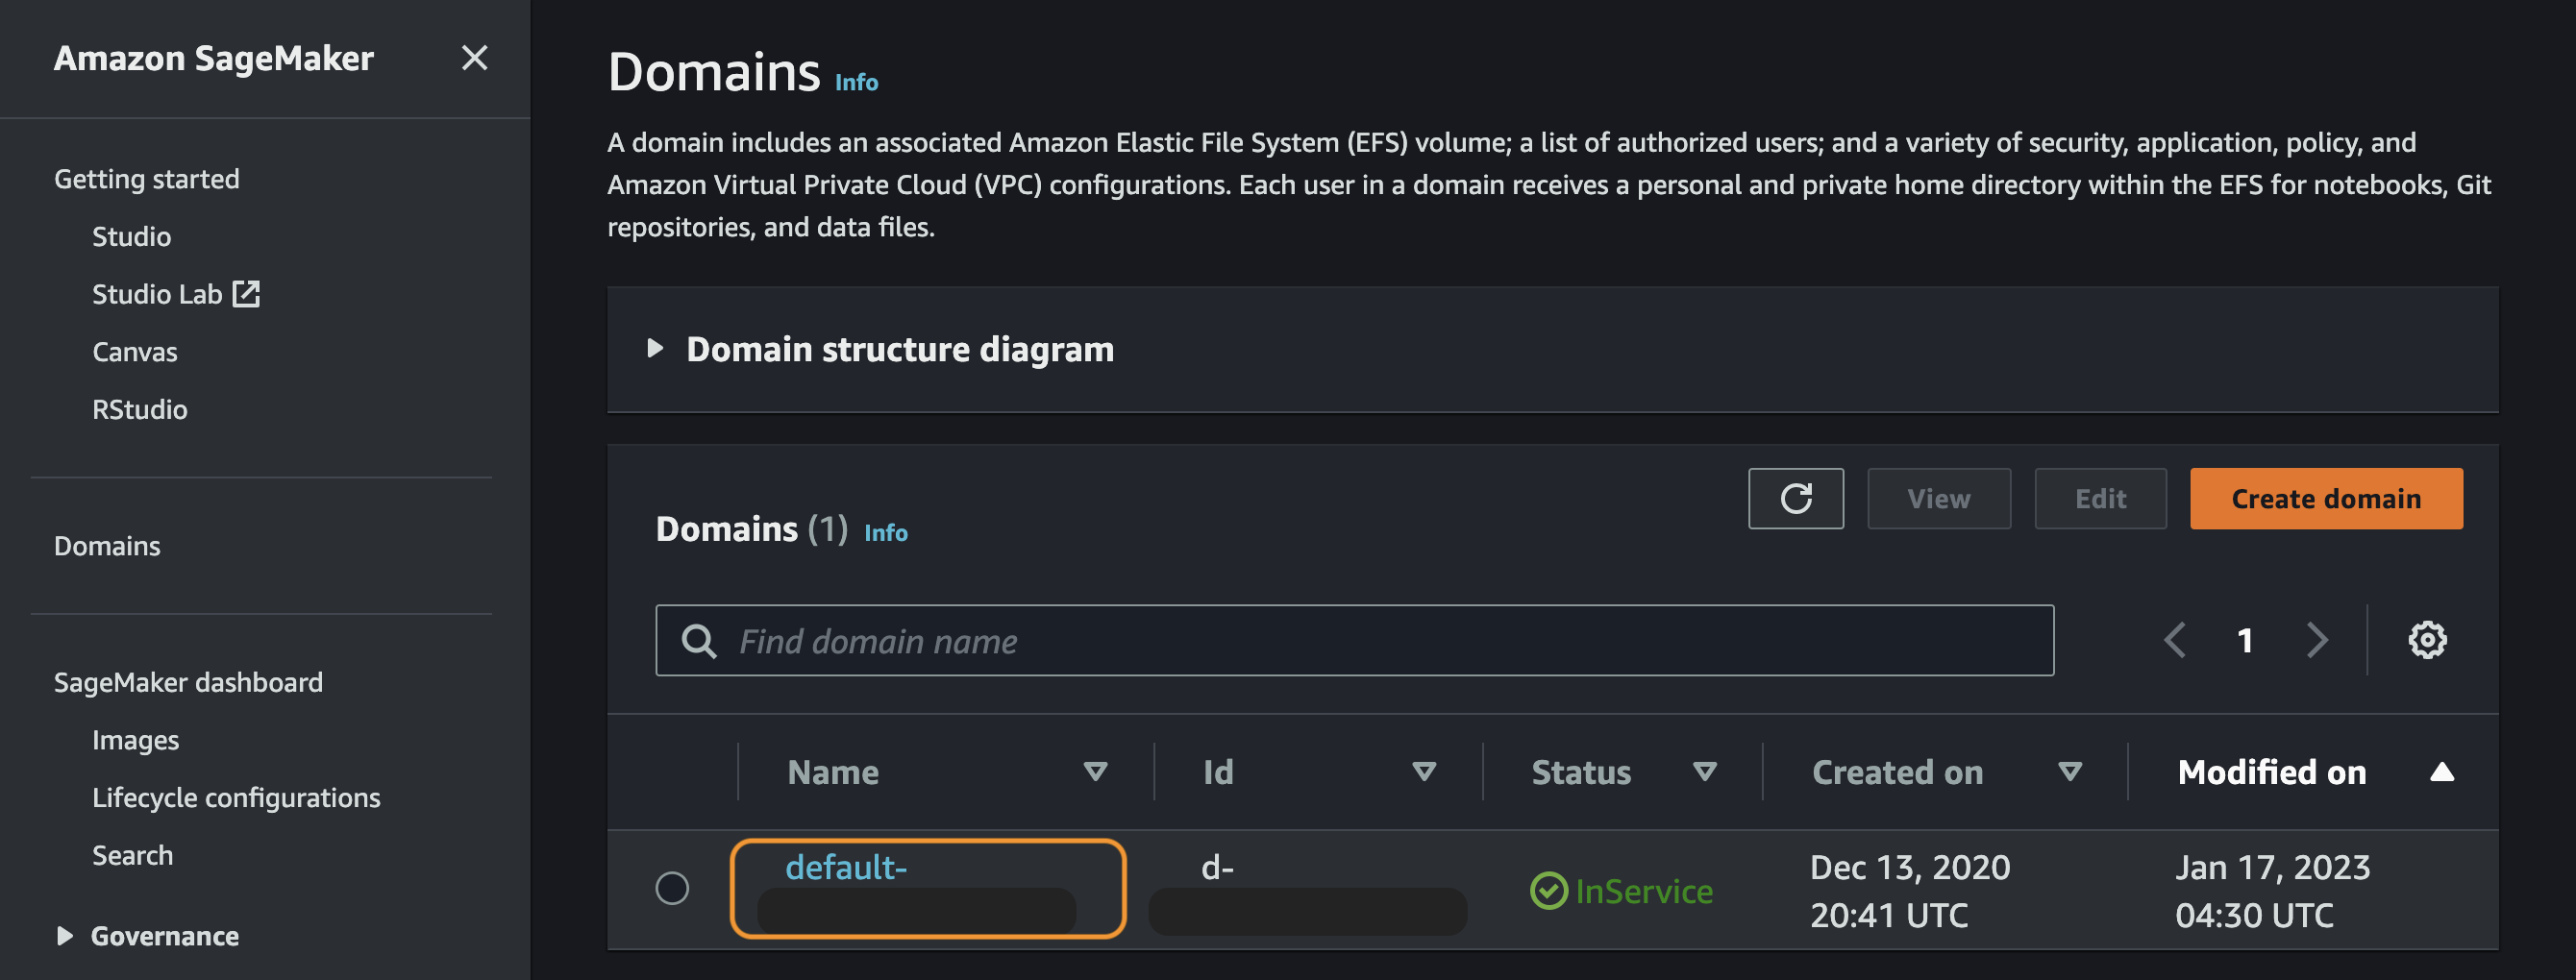 Amazon SageMaker
Getting started
Studio
Studio Lab
Canvas
RStudio
Domains
SageMaker dashboard
Images
Lifecycle configurations
Search
Governance
Domains Info
A domain includes an associated Amazon Elastic File System (EFS) volume; a list of authorized users; and a variety of security, application, policy, and
Amazon Virtual Private Cloud (VPC) configurations. Each user in a domain receives a personal and private home directory within the EFS for notebooks, Git
repositories, and data files.
Domain structure diagram
Domains (1) Info
View
Edit
Create domain
Find domain name
1
Name Id Status Created on Modified on
default- d- InService Dec 13, 2020 Jan 17, 2023
20:41 UTC 04:30 UTC